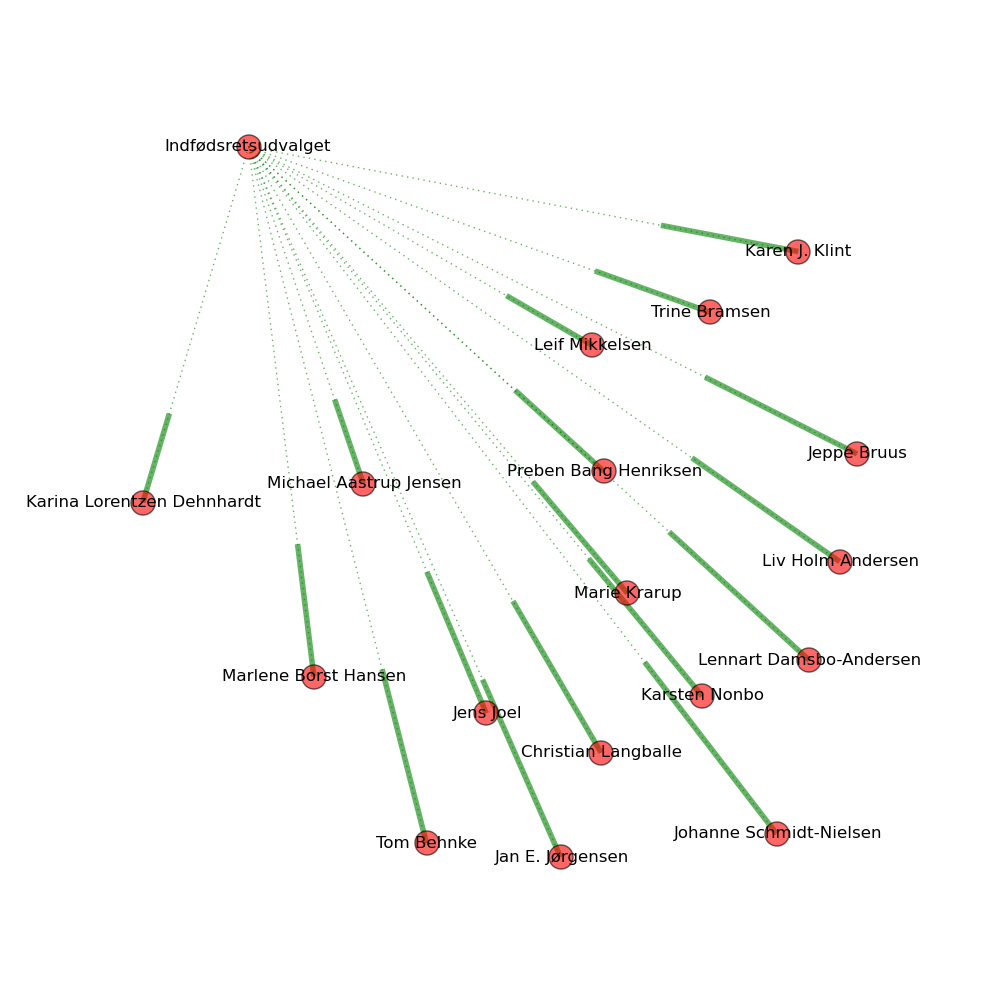 Indfødsretsudvalget
Karen J. Klint
Trine Bramsen
Leif Mikkelsen
Jeppe Bruus
Preben Bang Henriksen
Michael Aastrup Jensen
Karina Lorentzen Dehnhardt
Liv Holm Andersen
Marie Krarup
Lennart Damsbo-Andersen
Marlene Borst Hansen
Karsten Nonbo
Jens Joel
Christian Langballe
Johanne Schmidt-Nielsen
Tom Behnke
Jan E. Jørgensen